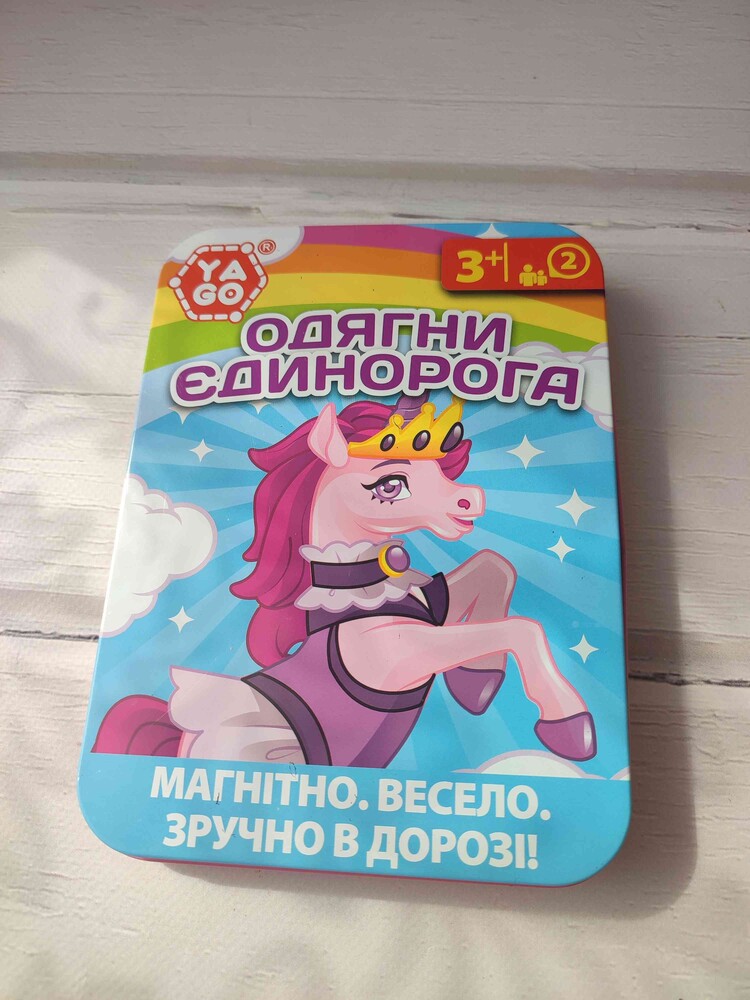 YA
GO
®
3+
2
ОДЯГНИ
ЄДИНОРОГА
МАГНІТНО. ВЕСЕЛО.
ЗРУЧНО В ДОРОЗІ!